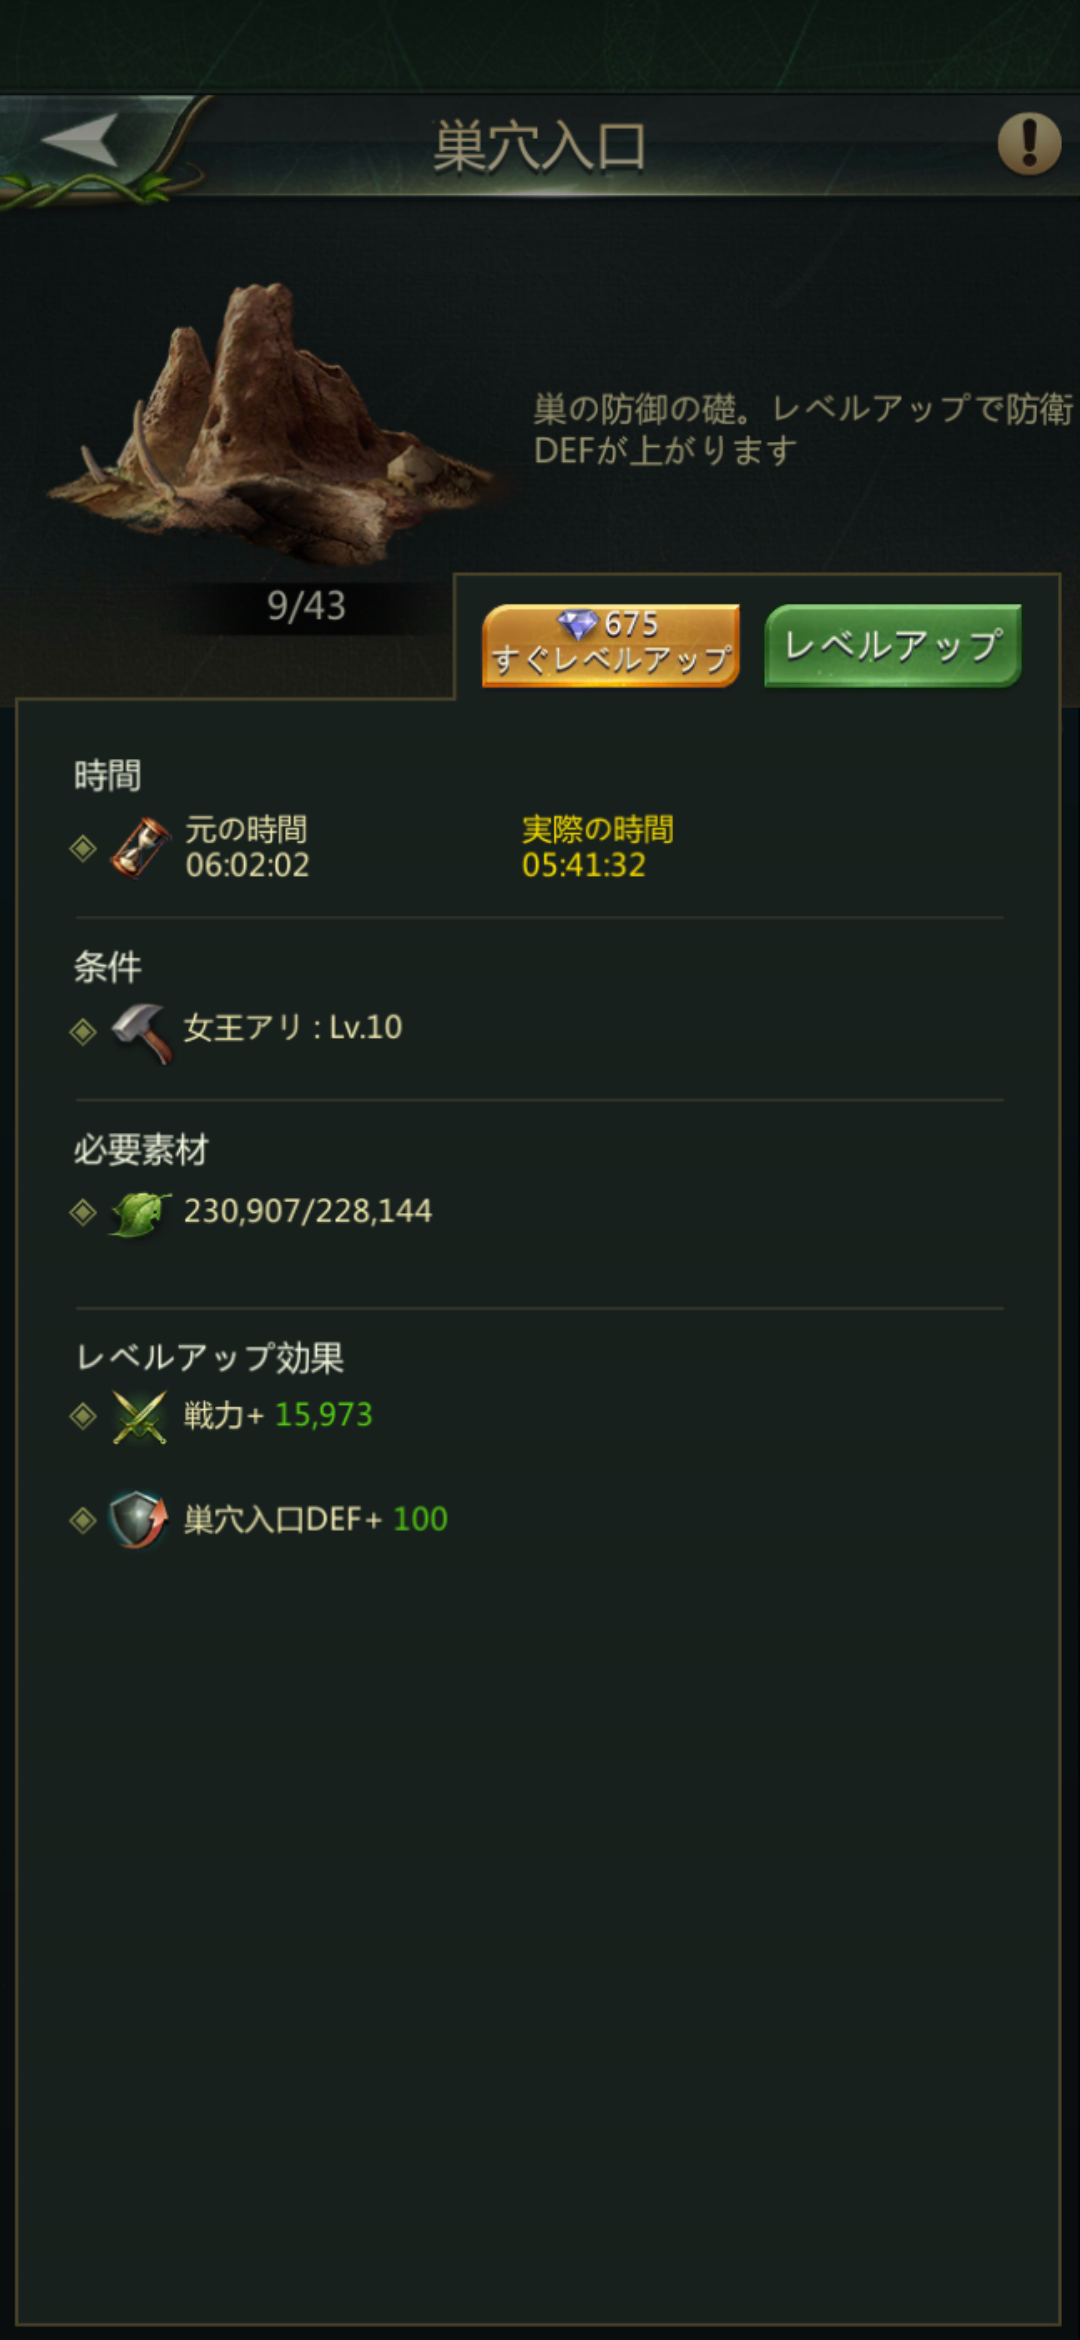 巣穴入口
巣の防御の礎。レベルアップで防衛
DEFが上がります
9/43
675
すぐレベルアップ
レベルアップ
時間
元の時間
06:02:02
実際の時間
05:41:32
条件
女王アリ : Lv.10
必要素材
230,907/228,144
レベルアップ効果
戦力+ 15,973
巣穴入口DEF+ 100